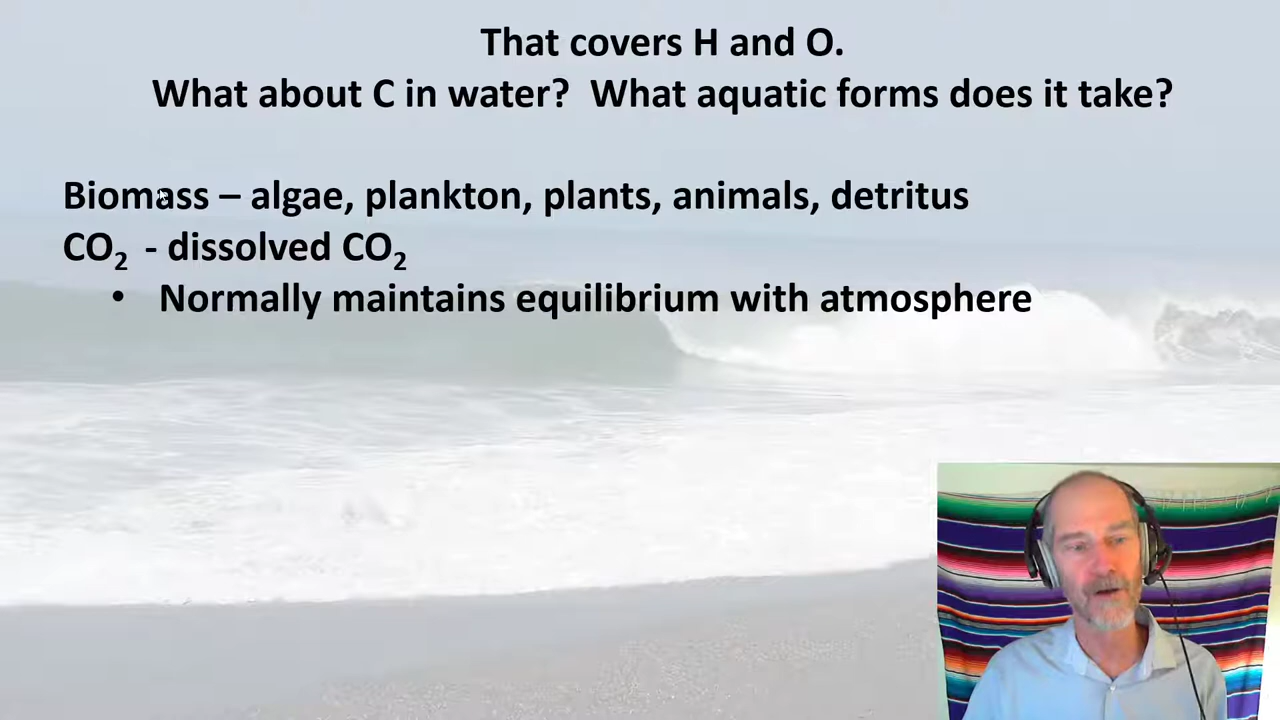 That covers H and O.
What about C in water?  What aquatic forms does it take?
Biomass – algae, plankton, plants, animals, detritus
CO₂ - dissolved CO₂
• Normally maintains equilibrium with atmosphere